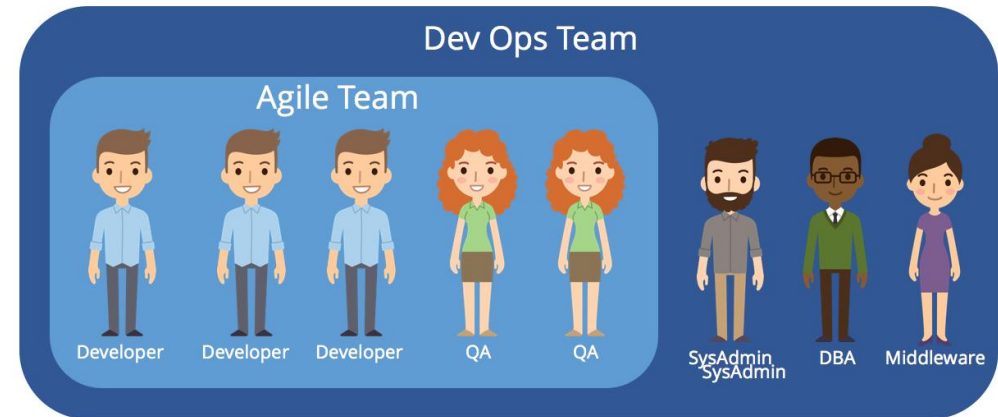 Dev Ops Team
Agile Team
Developer Developer Developer QA QA
SysAdmin DBA Middleware
SysAdmin